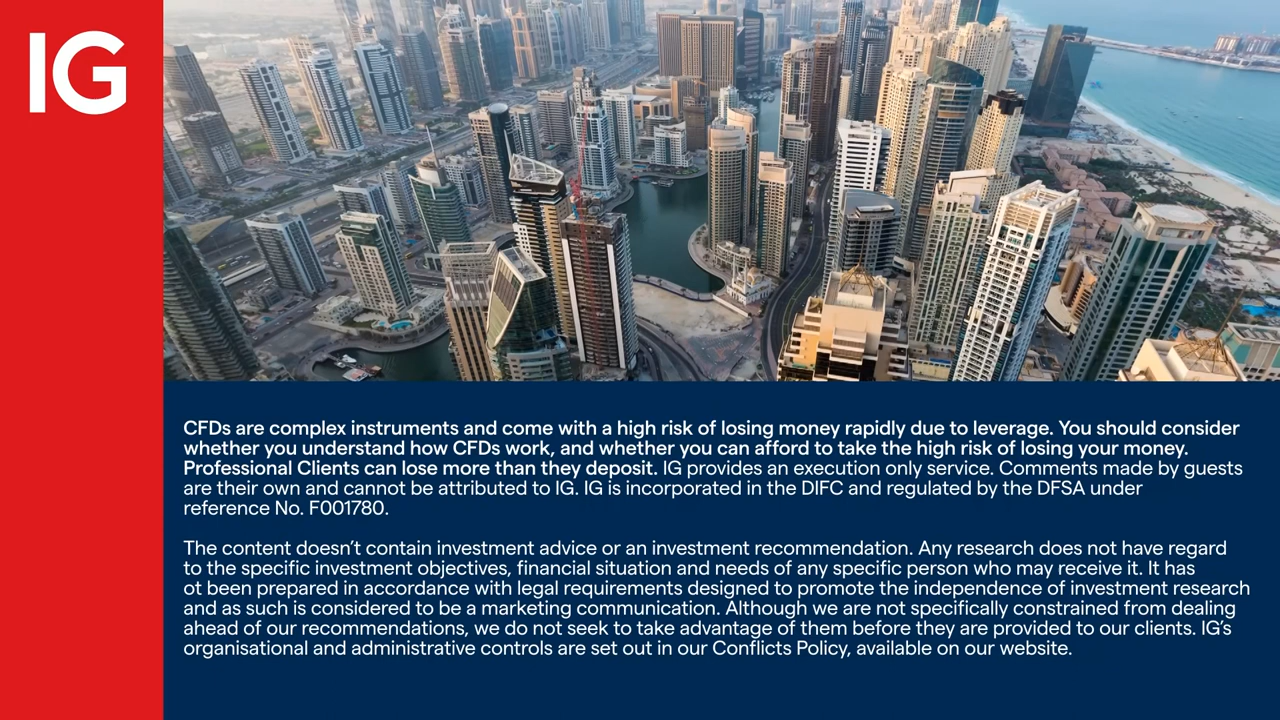 IG
CFDs are complex instruments and come with a high risk of losing money rapidly due to leverage. You should consider
whether you understand how CFDs work, and whether you can afford to take the high risk of losing your money.
Professional Clients can lose more than they deposit. IG provides an execution only service. Comments made by guests
are their own and cannot be attributed to IG. IG is incorporated in the DIFC and regulated by the DFSA under
reference No. F001780.
The content doesn’t contain investment advice or an investment recommendation. Any research does not have regard
to the specific investment objectives, financial situation and needs of any specific person who may receive it. It has
ot been prepared in accordance with legal requirements designed to promote the independence of investment research
and as such is considered to be a marketing communication. Although we are not specifically constrained from dealing
ahead of our recommendations, we do not seek to take advantage of them before they are provided to our clients. IG’s
organisational and administrative controls are set out in our Conflicts Policy, available on our website.